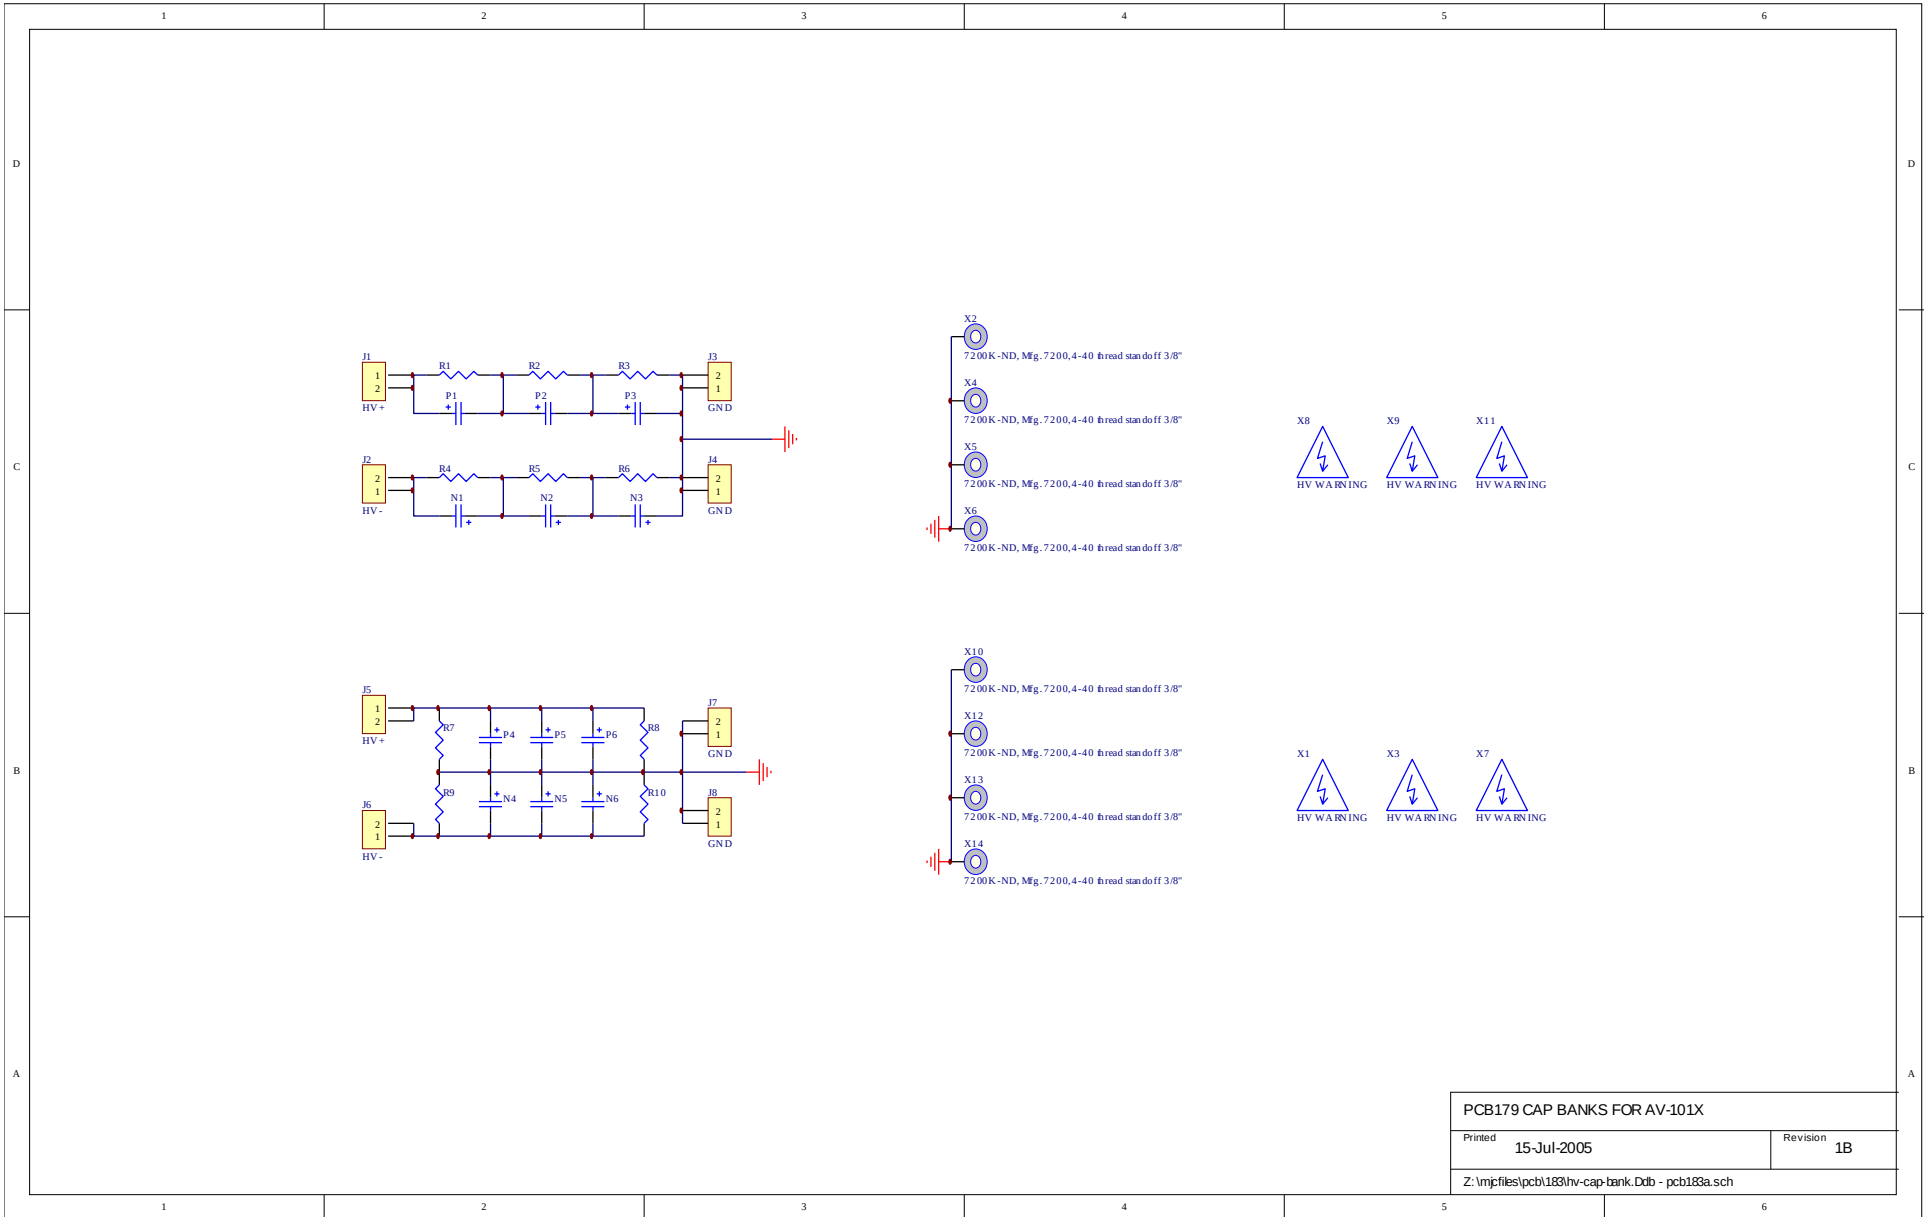 1 2 3 4 5 6
D D
C C
B B
A A
J1
1
2
HV+
R1 R2 R3
P1 P2 P3
+ + +
J3
2
1
GND
J2
2
1
HV-
R4 R5 R6
N1 N2 N3
+ + +
J4
2
1
GND
X2
7200K-ND, Mfg. 7200, 4-40 thread standoff 3/8"
X4
7200K-ND, Mfg. 7200, 4-40 thread standoff 3/8"
X5
7200K-ND, Mfg. 7200, 4-40 thread standoff 3/8"
X6
7200K-ND, Mfg. 7200, 4-40 thread standoff 3/8"
X8 X9 X11
HV WARNING HV WARNING HV WARNING
J5
1
2
HV+
R7 P4 P5 P6 R8
+ + +
R9 N4 N5 N6 R10
+ + +
J6
2
1
HV-
J7
2
1
GND
J8
2
1
GND
X10
7200K-ND, Mfg. 7200, 4-40 thread standoff 3/8"
X12
7200K-ND, Mfg. 7200, 4-40 thread standoff 3/8"
X13
7200K-ND, Mfg. 7200, 4-40 thread standoff 3/8"
X14
7200K-ND, Mfg. 7200, 4-40 thread standoff 3/8"
X1 X3 X7
HV WARNING HV WARNING HV WARNING
PCB179 CAP BANKS FOR AV-101X
Printed 15-Jul-2005 Revision 1B
Z:\mjcfiles\pcb\183\hv-cap-bank.Ddb - pcb183a.sch
1 2 3 4 5 6